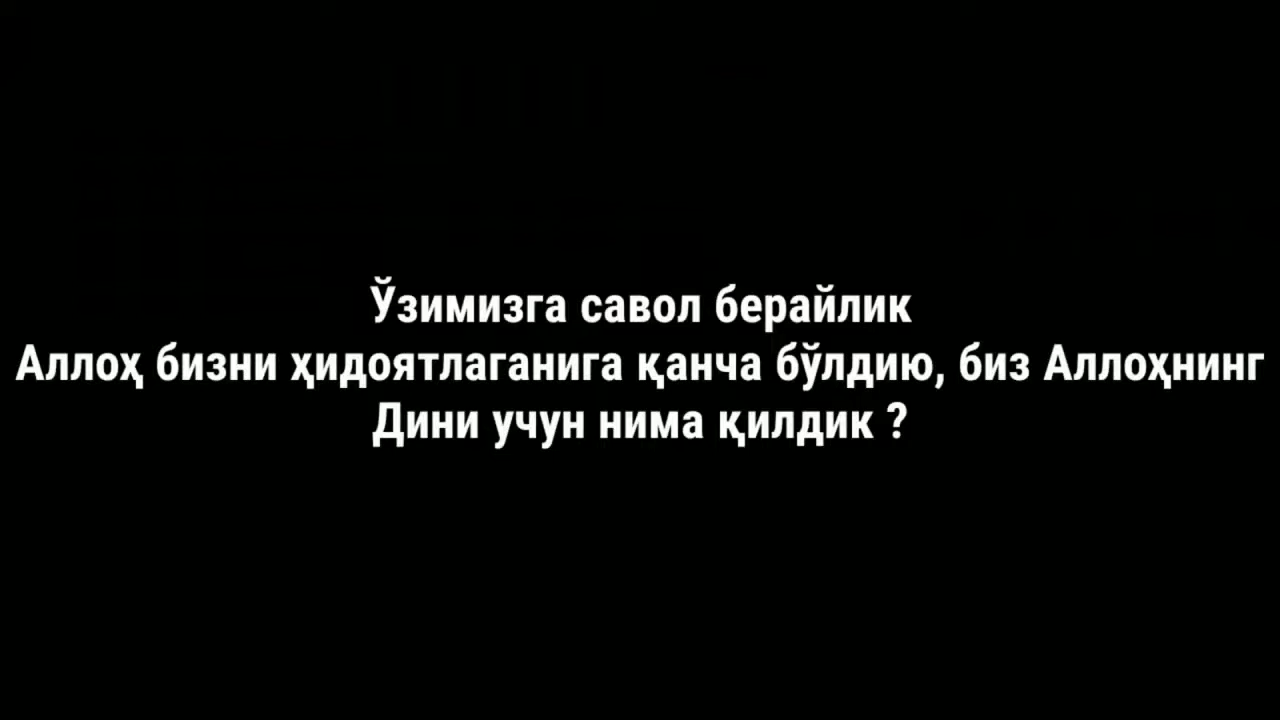 Ўзимизга савол берайлик
Аллоҳ бизни ҳидоятлаганига қанча бўлдию, биз Аллоҳнинг
Дини учун нима қилдик ?